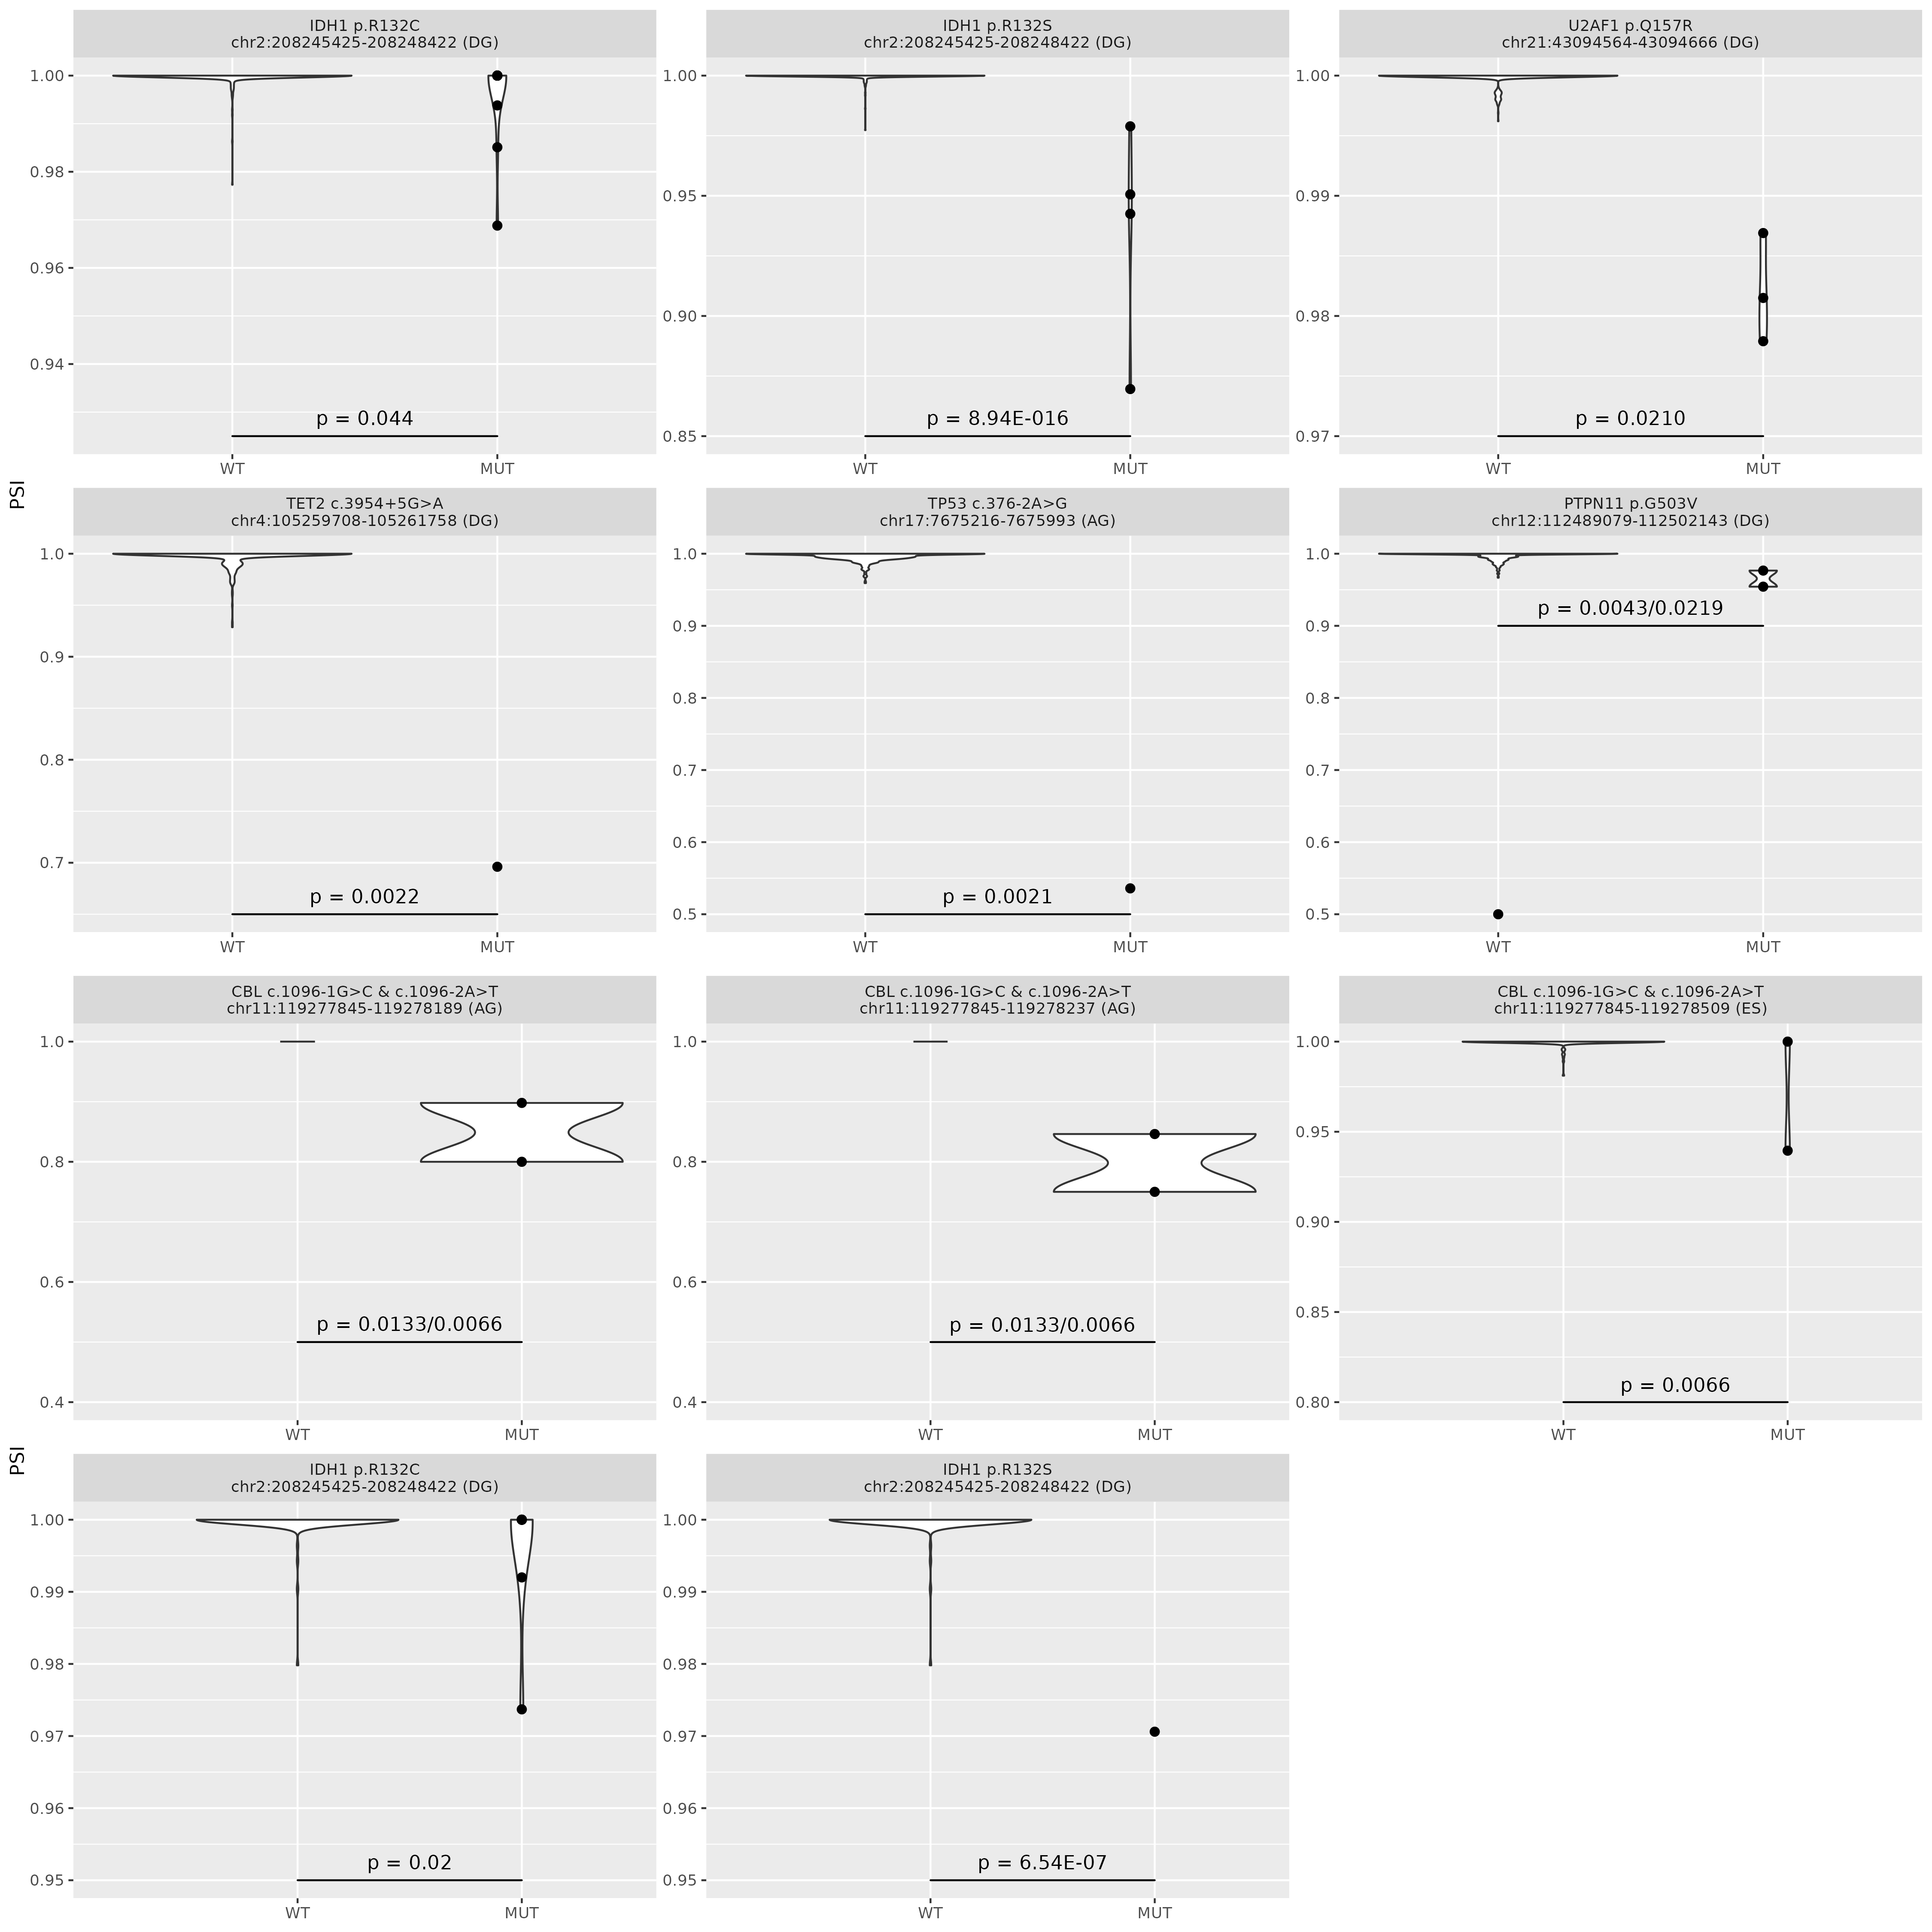 IDH1 p.R132C
chr2:208245425-208248422 (DG)
1.00
0.98
0.96
0.94
p = 0.044
WT MUT
IDH1 p.R132S
chr2:208245425-208248422 (DG)
1.00
0.95
0.90
0.85
p = 8.94E-016
WT MUT
U2AF1 p.Q157R
chr21:43094564-43094666 (DG)
1.00
0.99
0.98
0.97
p = 0.0210
WT MUT
PSI
TET2 c.3954+5G>A
chr4:105259708-105261758 (DG)
1.0
0.9
0.8
0.7
p = 0.0022
WT MUT
TP53 c.376-2A>G
chr17:7675216-7675993 (AG)
1.0
0.9
0.8
0.7
0.6
0.5
p = 0.0021
WT MUT
PTPN11 p.G503V
chr12:112489079-112502143 (DG)
1.0
0.9
0.8
0.7
0.6
0.5
p = 0.0043/0.0219
WT MUT
CBL c.1096-1G>C & c.1096-2A>T
chr11:119277845-119278189 (AG)
1.0
0.8
0.6
0.4
p = 0.0133/0.0066
WT MUT
CBL c.1096-1G>C & c.1096-2A>T
chr11:119277845-119278237 (AG)
1.0
0.8
0.6
0.4
p = 0.0133/0.0066
WT MUT
CBL c.1096-1G>C & c.1096-2A>T
chr11:119277845-119278509 (ES)
1.00
0.95
0.90
0.85
0.80
p = 0.0066
WT MUT
PSI
IDH1 p.R132C
chr2:208245425-208248422 (DG)
1.00
0.99
0.98
0.97
0.96
0.95
p = 0.02
WT MUT
IDH1 p.R132S
chr2:208245425-208248422 (DG)
1.00
0.99
0.98
0.97
0.96
0.95
p = 6.54E-07
WT MUT